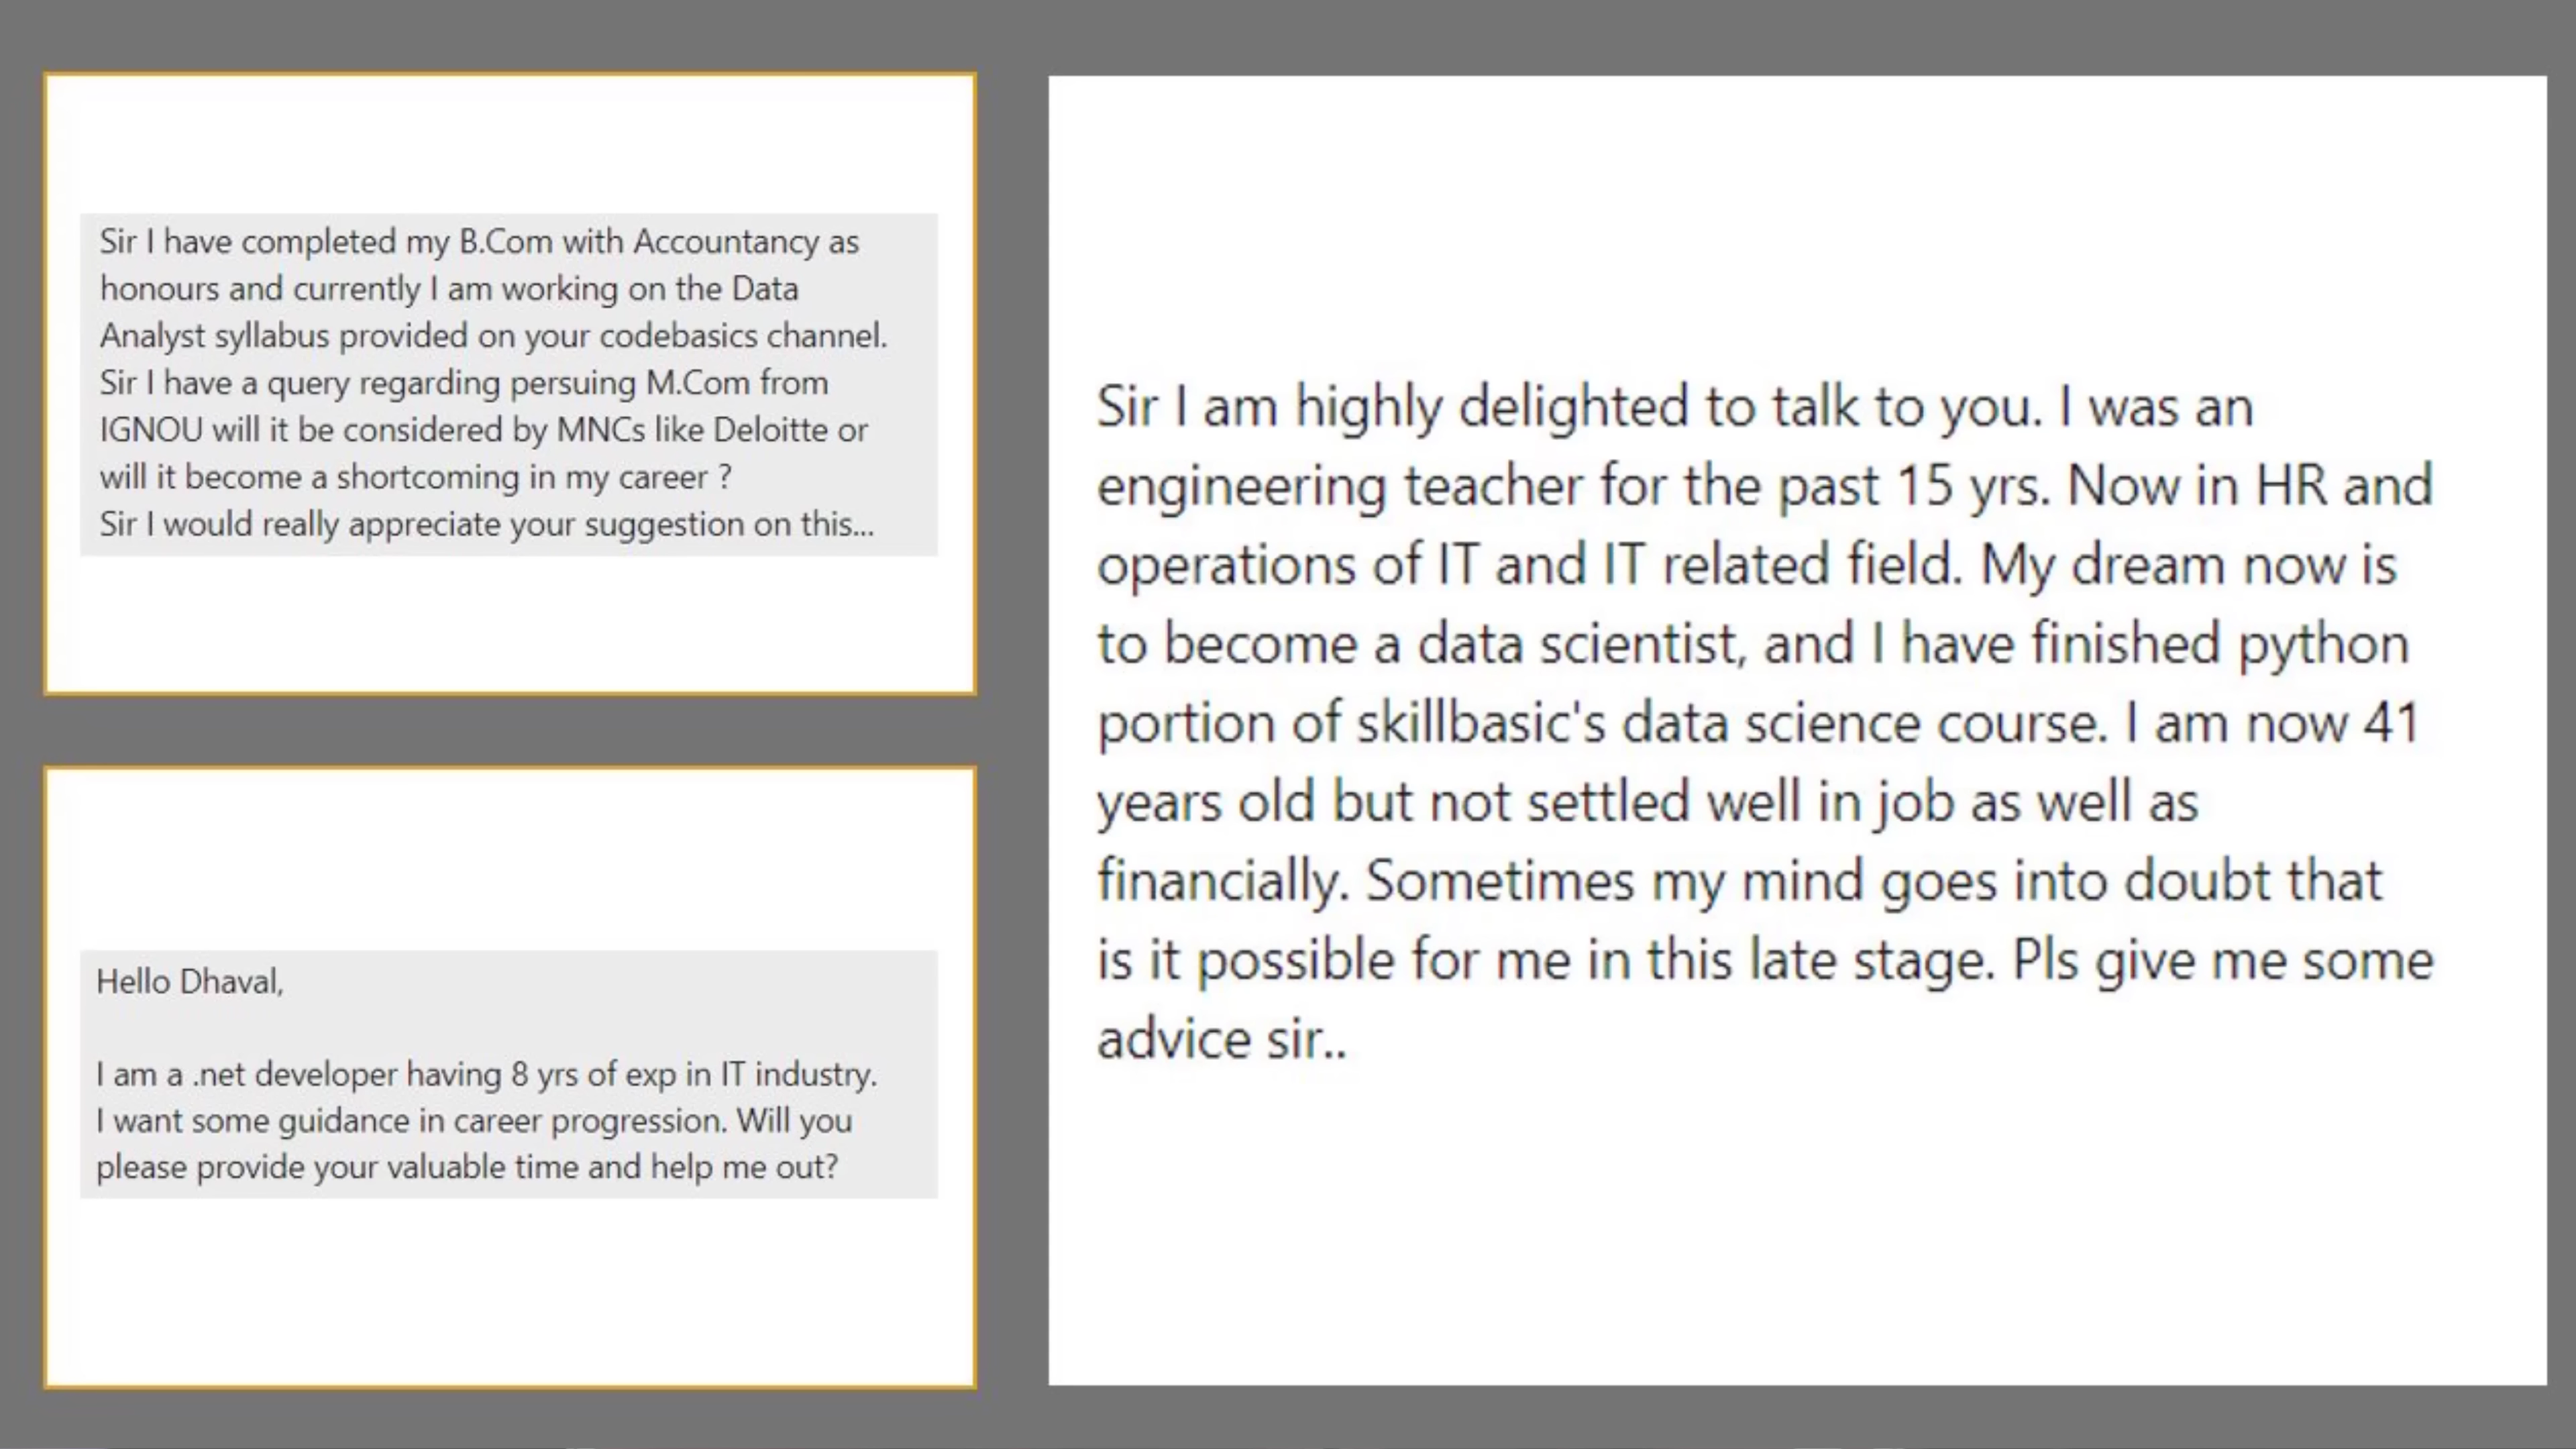 Sir I have completed my B.Com with Accountancy as
honours and currently I am working on the Data
Analyst syllabus provided on your codebasics channel.
Sir I have a query regarding persuing M.Com from
IGNOU will it be considered by MNCs like Deloitte or
will it become a shortcoming in my career ?
Sir I would really appreciate your suggestion on this...
Hello Dhaval,
I am a .net developer having 8 yrs of exp in IT industry.
I want some guidance in career progression. Will you
please provide your valuable time and help me out?
Sir I am highly delighted to talk to you. I was an
engineering teacher for the past 15 yrs. Now in HR and
operations of IT and IT related field. My dream now is
to become a data scientist, and I have finished python
portion of skillbasic's data science course. I am now 41
years old but not settled well in job as well as
financially. Sometimes my mind goes into doubt that
is it possible for me in this late stage. Pls give me some
advice sir..